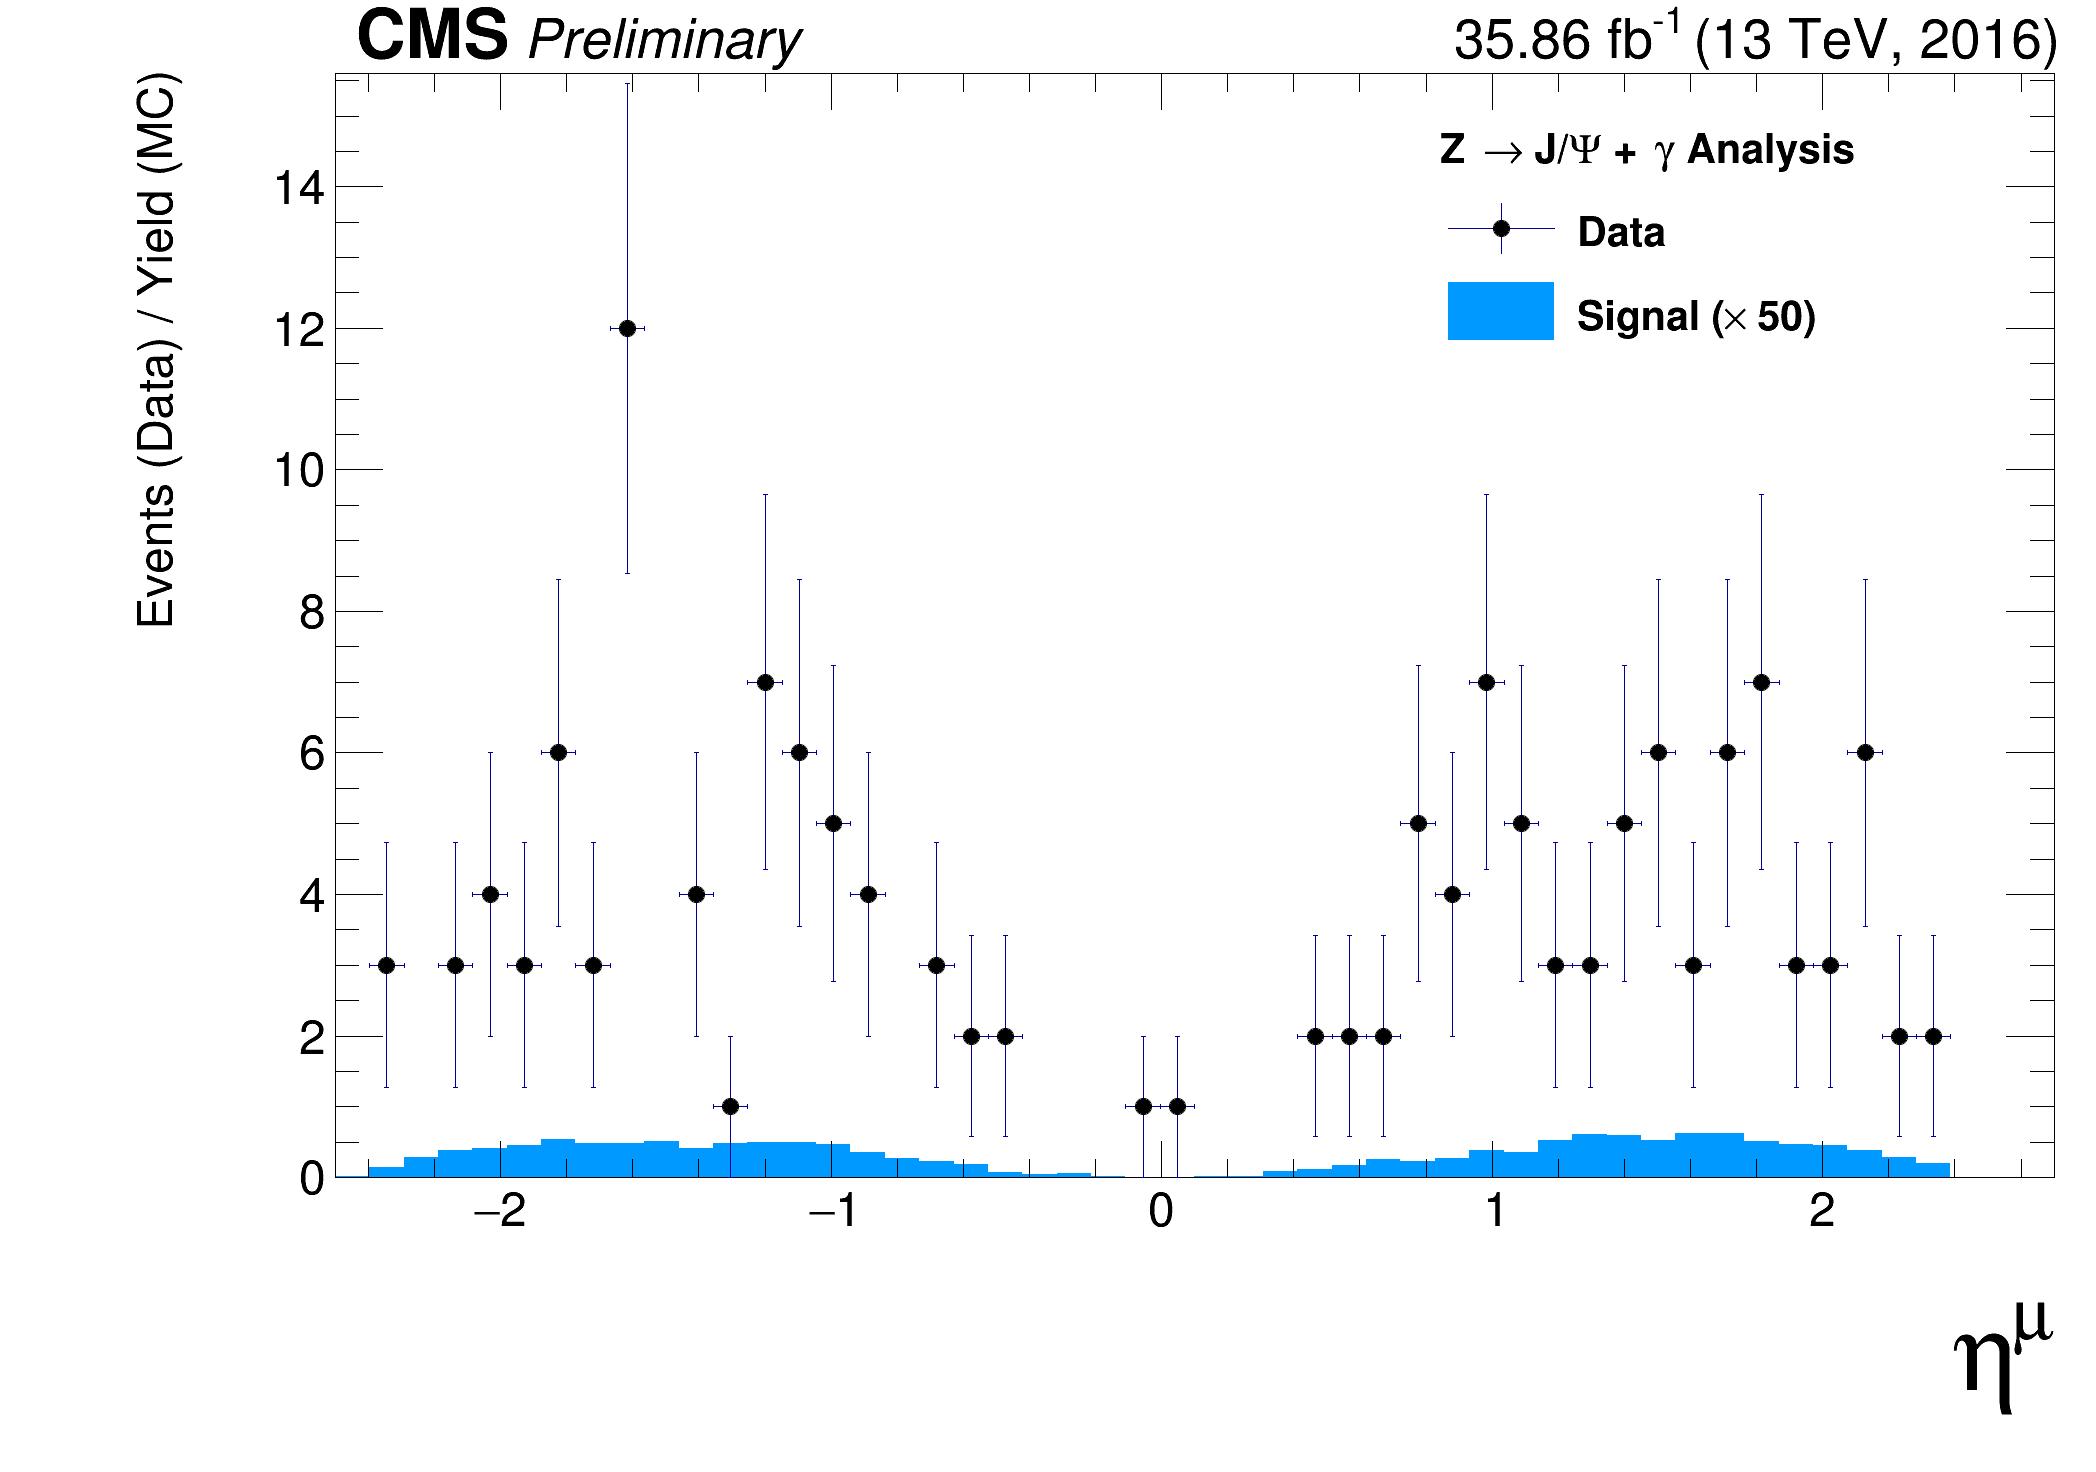 CMS Preliminary
35.86 fb⁻¹ (13 TeV, 2016)
Events (Data) / Yield (MC)
Z → J/Ψ + γ Analysis
Data
Signal (× 50)
14
12
10
8
6
4
2
0
−2 −1 0 1 2
η^μ